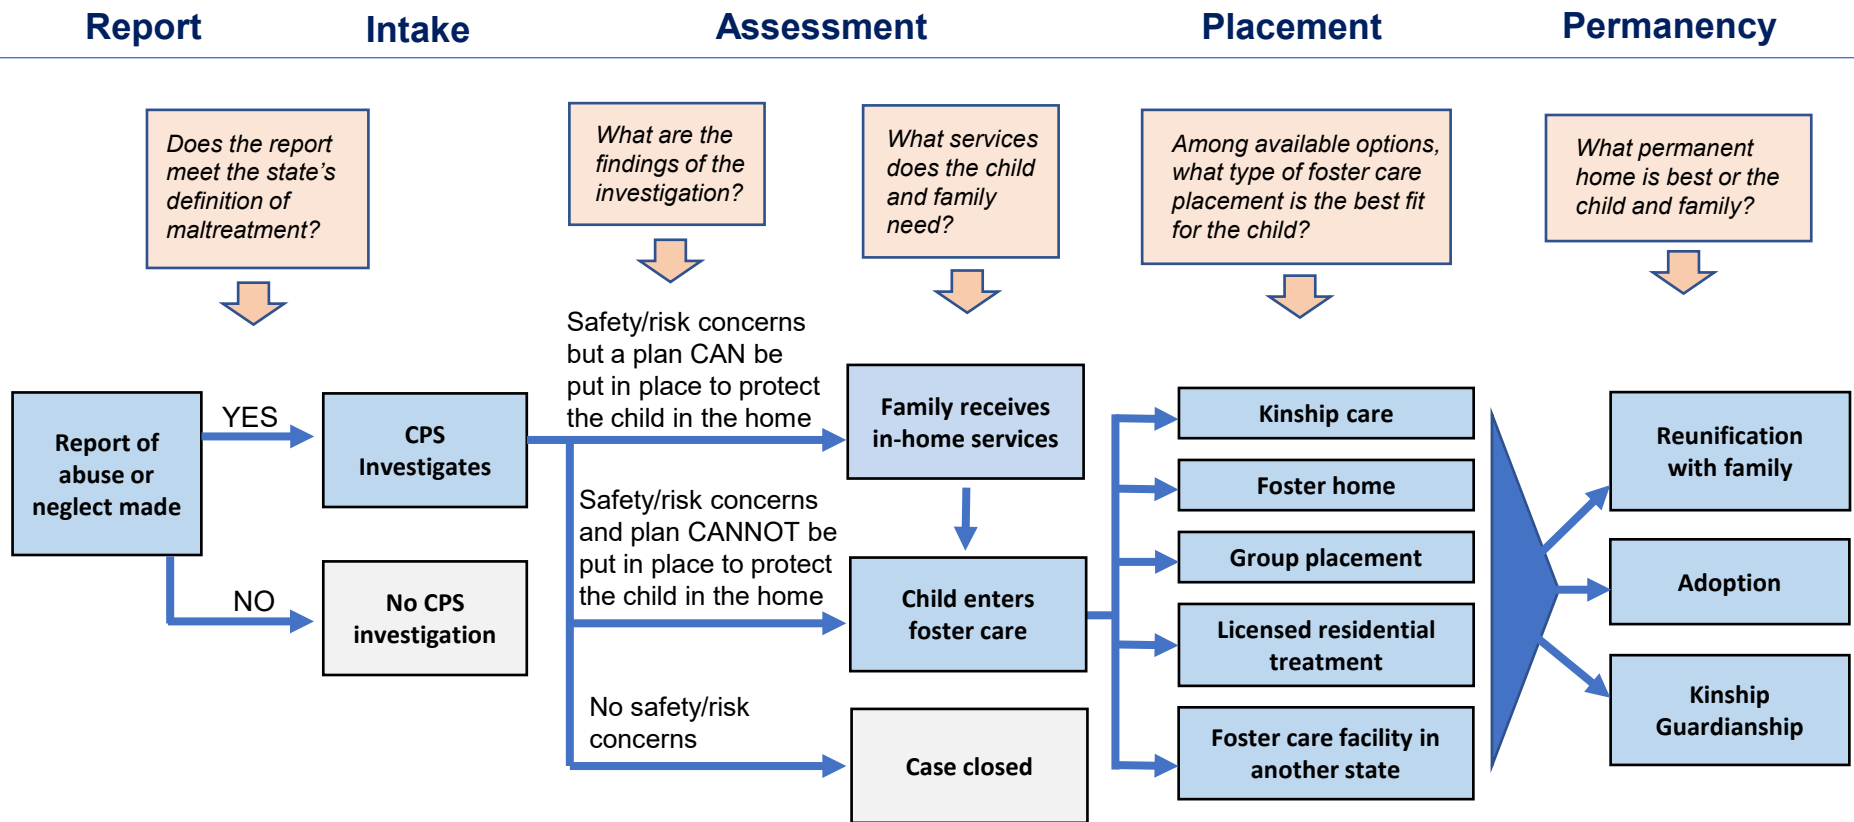 Report
Intake
Assessment
Placement
Permanency
Does the report
meet the state’s
definition of
maltreatment?
What are the
findings of the
investigation?
What services
does the child
and family
need?
Among available options,
what type of foster care
placement is the best fit
for the child?
What permanent
home is best or the
child and family?
Report of
abuse or
neglect made
YES
NO
CPS
Investigates
No CPS
investigation
Safety/risk concerns
but a plan CAN be
put in place to protect
the child in the home
Safety/risk concerns
and plan CANNOT be
put in place to protect
the child in the home
No safety/risk
concerns
Family receives
in-home services
Child enters
foster care
Case closed
Kinship care
Foster home
Group placement
Licensed residential
treatment
Foster care facility in
another state
Reunification
with family
Adoption
Kinship
Guardianship